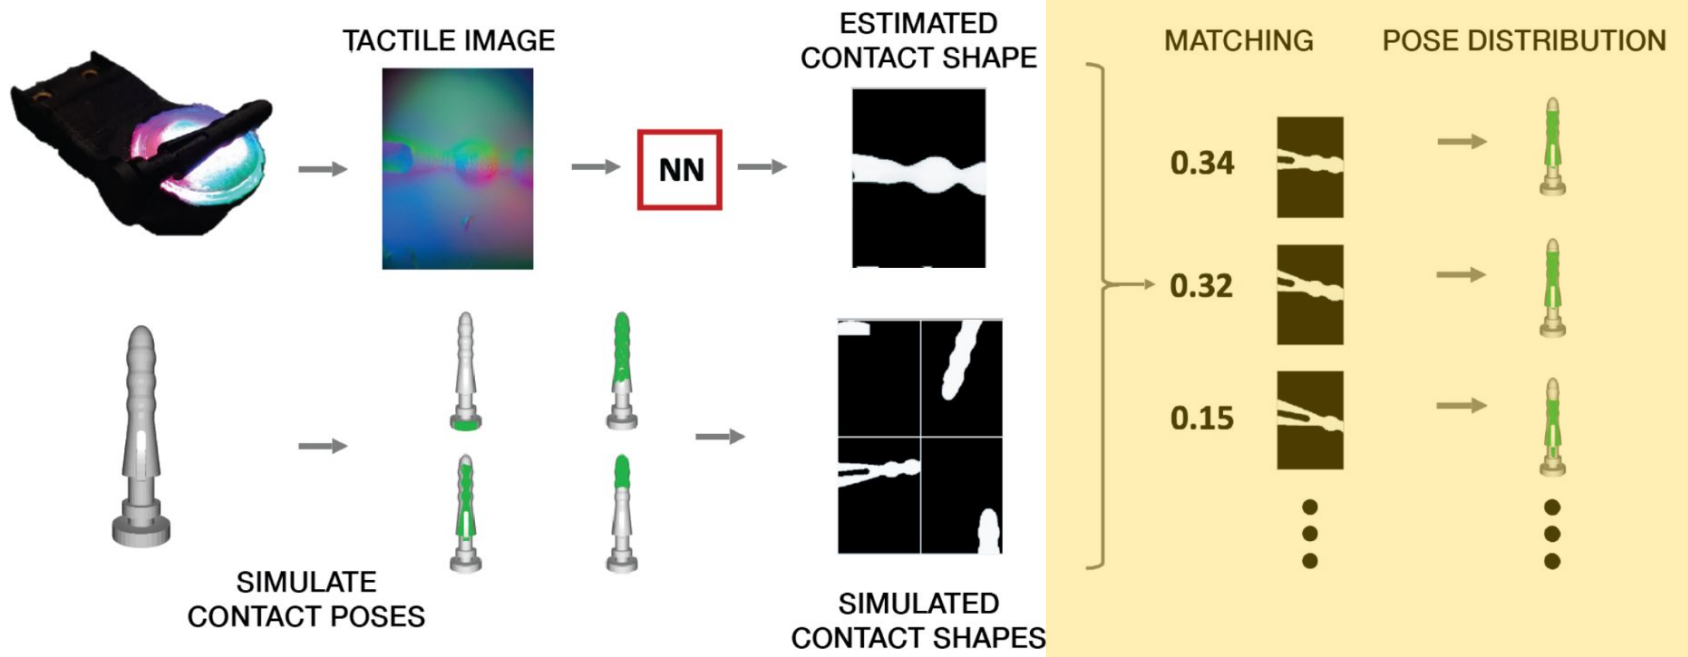 TACTILE IMAGE
ESTIMATED
CONTACT SHAPE
NN
SIMULATE
CONTACT POSES
SIMULATED
CONTACT SHAPES
MATCHING
POSE DISTRIBUTION
0.34
0.32
0.15